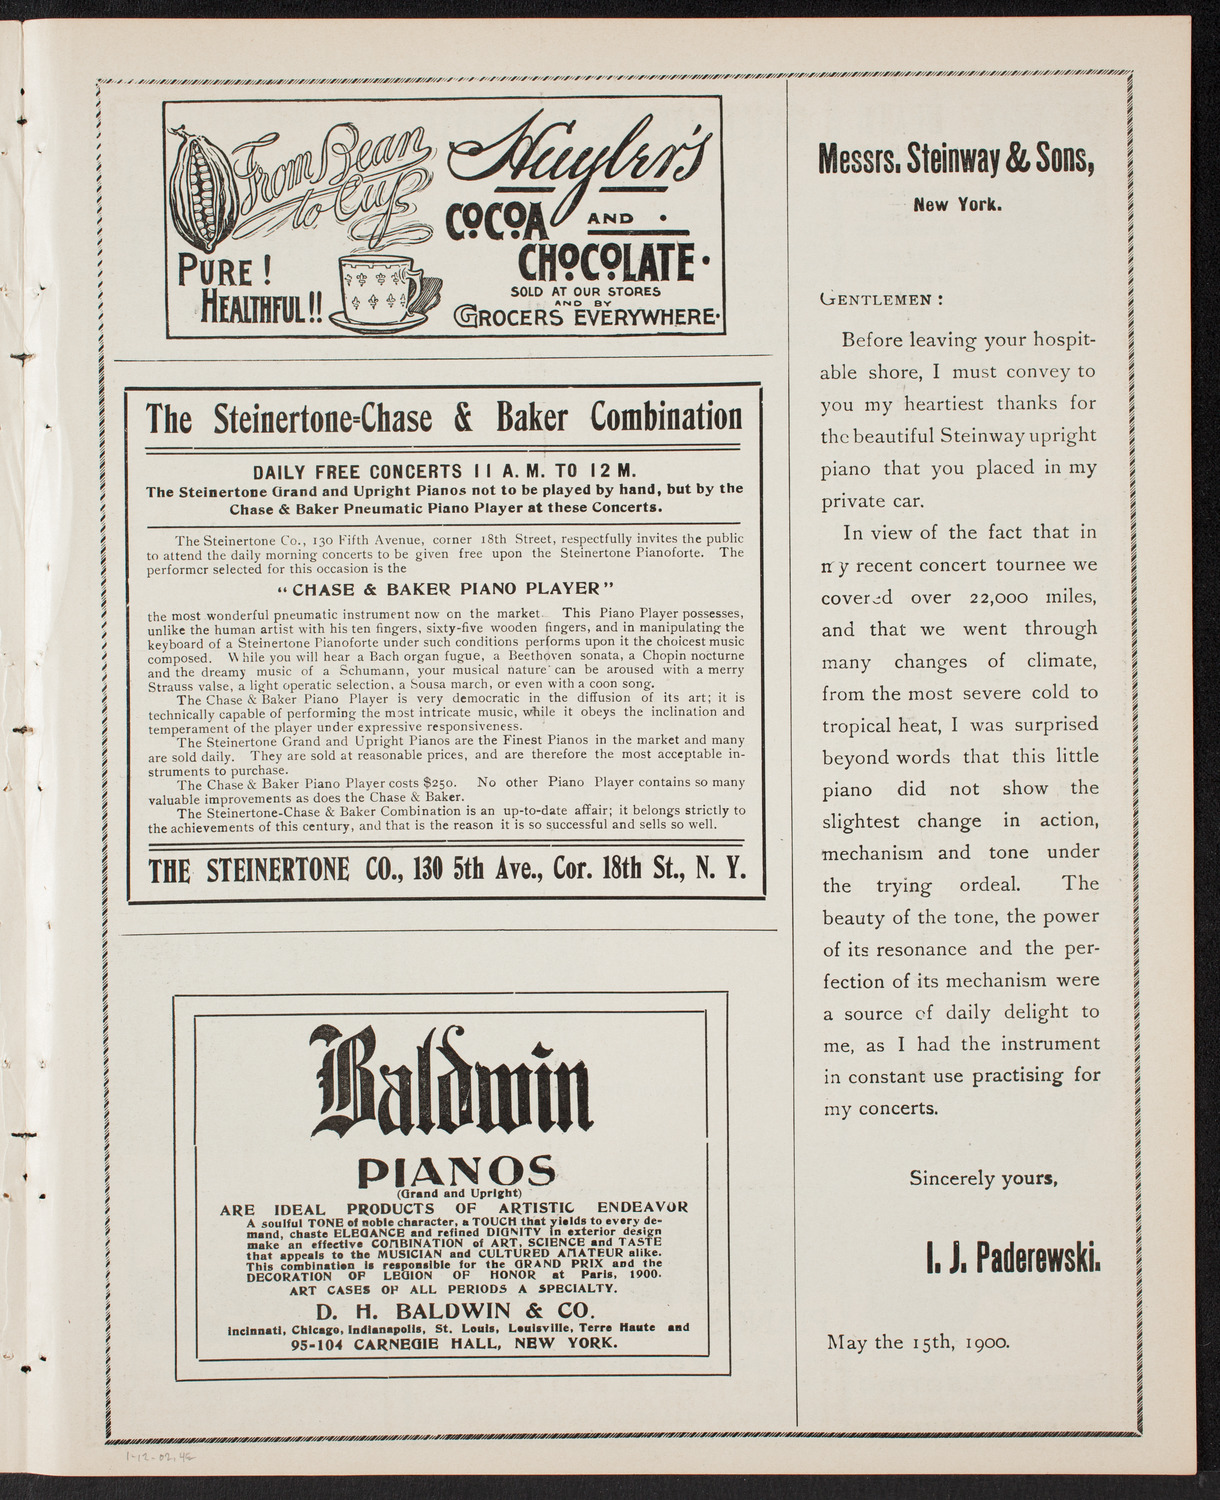 From Bean
to Cup
PURE!
HEALTHFUL!!
Huyler's
COCOA AND
CHOCOLATE.
SOLD AT OUR STORES
AND BY
GROCERS EVERYWHERE.
The Steinertone=Chase & Baker Combination
DAILY FREE CONCERTS 11 A. M. TO 12 M.
The Steinertone Grand and Upright Pianos not to be played by hand, but by the
Chase & Baker Pneumatic Piano Player at these Concerts.
The Steinertone Co., 130 Fifth Avenue, corner 18th Street, respectfully invites the public
to attend the daily morning concerts to be given free upon the Steinertone Pianoforte. The
performer selected for this occasion is the
"CHASE & BAKER PIANO PLAYER"
the most wonderful pneumatic instrument now on the market. This Piano Player possesses,
unlike the human artist with his ten fingers, sixty-five wooden fingers, and in manipulating the
keyboard of a Steinertone Pianoforte under such conditions performs upon it the choicest music
composed. While you will hear a Bach organ fugue, a Beethoven sonata, a Chopin nocturne
and the dreamy music of a Schumann, your musical nature can be aroused with a merry
Strauss valse, a light operatic selection, a Sousa march, or even with a coon song.
The Chase & Baker Piano Player is very democratic in the diffusion of its art; it is
technically capable of performing the most intricate music, while it obeys the inclination and
temperament of the player under expressive responsiveness.
The Steinertone Grand and Upright Pianos are the Finest Pianos in the market and many
are sold daily. They are sold at reasonable prices, and are therefore the most acceptable in-
struments to purchase.
The Chase & Baker Piano Player costs $250. No other Piano Player contains so many
valuable improvements as does the Chase & Baker.
The Steinertone-Chase & Baker Combination is an up-to-date affair; it belongs strictly to
the achievements of this century, and that is the reason it is so successful and sells so well.
THE STEINERTONE CO., 130 5th Ave., Cor. 18th St., N. Y.
Baldwin
PIANOS
(Grand and Upright)
ARE IDEAL PRODUCTS OF ARTISTIC ENDEAVOR
A soulful TONE of noble character, a TOUCH that yields to every de-
mand, chaste ELEGANCE and refined DIGNITY in exterior design
make an effective COMBINATION of ART, SCIENCE and TASTE
that appeals to the MUSICIAN and CULTURED AMATEUR alike.
This combination is responsible for the GRAND PRIX and the
DECORATION OF LEGION OF HONOR at Paris, 1900.
ART CASES OF ALL PERIODS A SPECIALTY.
D. H. BALDWIN & CO.
incinnati, Chicago, Indianapolis, St. Louis, Louisville, Terre Haute and
95-104 CARNEGIE HALL, NEW YORK.
Messrs. Steinway & Sons,
New York.
GENTLEMEN:
Before leaving your hospit-
able shore, I must convey to
you my heartiest thanks for
the beautiful Steinway upright
piano that you placed in my
private car.
In view of the fact that in
my recent concert tournee we
covered over 22,000 miles,
and that we went through
many changes of climate,
from the most severe cold to
tropical heat, I was surprised
beyond words that this little
piano did not show the
slightest change in action,
mechanism and tone under
the trying ordeal. The
beauty of the tone, the power
of its resonance and the per-
fection of its mechanism were
a source of daily delight to
me, as I had the instrument
in constant use practising for
my concerts.
Sincerely yours,
I. J. Paderewski.
May the 15th, 1900.
1-12-02,4E